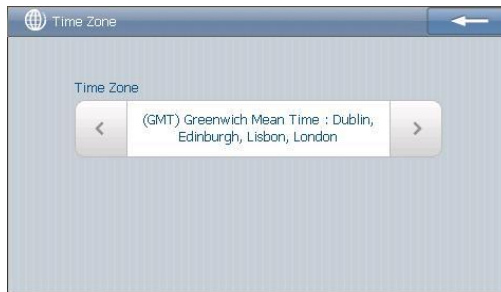 Time Zone
Time Zone
(GMT) Greenwich Mean Time : Dublin,
Edinburgh, Lisbon, London